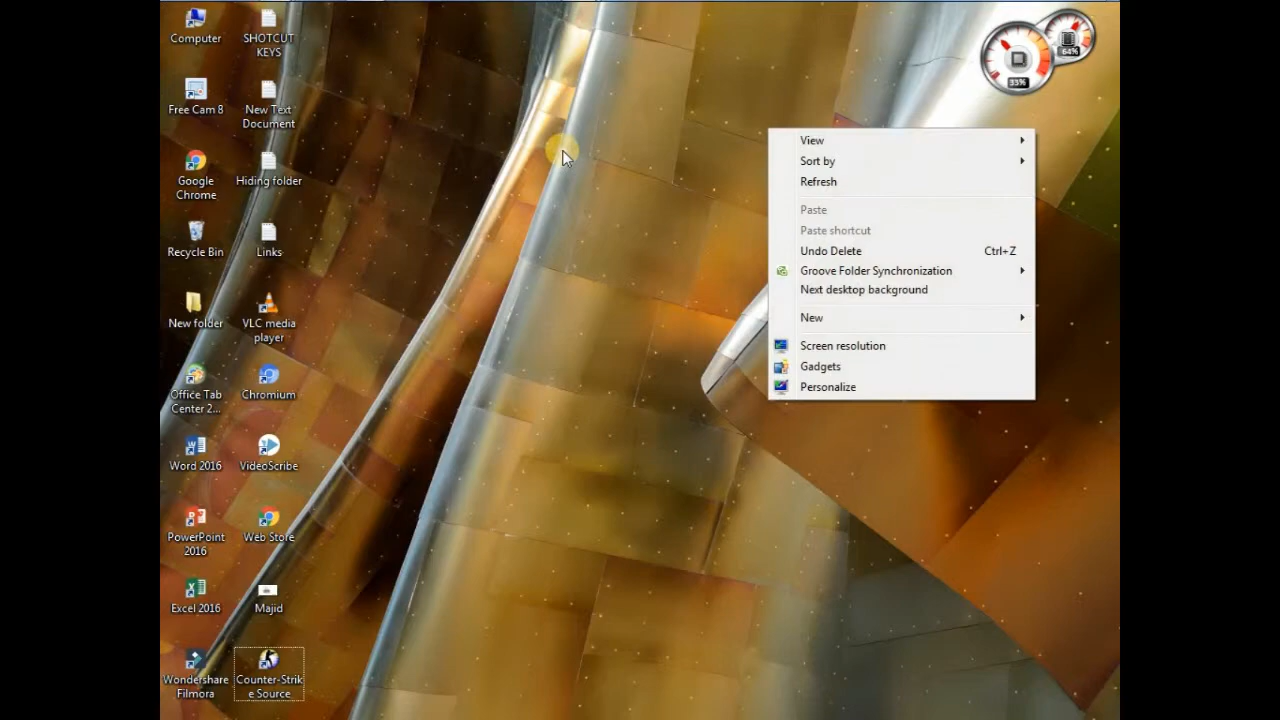 Computer
SHOTCUT
KEYS
Free Cam 8
New Text
Document
Google
Chrome
Hiding folder
Recycle Bin
Links
New folder
VLC media
player
Office Tab
Center 2...
Chromium
Word 2016
VideoScribe
PowerPoint
2016
Web Store
Excel 2016
Majid
Wondershare
Filmora
Counter-Strik
e Source
33%
64%
View
Sort by
Refresh
Paste
Paste shortcut
Undo Delete Ctrl+Z
Groove Folder Synchronization
Next desktop background
New
Screen resolution
Gadgets
Personalize